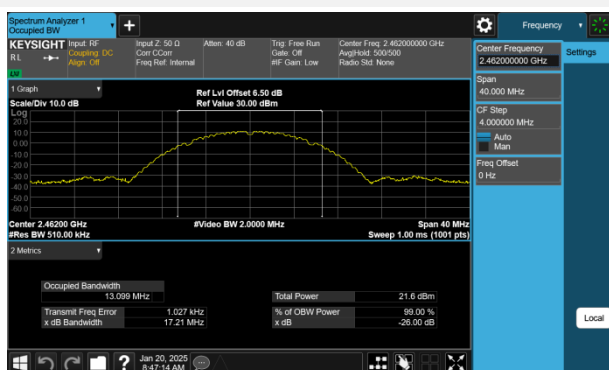 Spectrum Analyzer 1
Occupied BW
Frequency
KEYSIGHT
Input: RF
Input Z: 50 Ω
Atten: 40 dB
Trig: Free Run
Center Freq: 2.462000000 GHz
R L
Coupling: DC
Corr CCorr
Gate: Off
Avg|Hold: 500/500
Align: Off
Freq Ref: Internal
#IF Gain: Low
Radio Std: None
Center Frequency
2.462000000 GHz
Settings
Span
40.000 MHz
CF Step
4.000000 MHz
Auto
Man
Freq Offset
0 Hz
Local
1 Graph
Ref Lvl Offset 6.50 dB
Scale/Div 10.0 dB
Ref Value 30.00 dBm
Log
20.0
10.0
0.00
-10.0
-20.0
-30.0
-40.0
-50.0
-60.0
Center 2.46200 GHz
#Video BW 2.0000 MHz
Span 40 MHz
#Res BW 510.00 kHz
Sweep 1.00 ms (1001 pts)
2 Metrics
Occupied Bandwidth
13.099 MHz
Total Power
21.6 dBm
Transmit Freq Error
1.027 kHz
% of OBW Power
99.00 %
x dB Bandwidth
17.21 MHz
x dB
-26.00 dB
?
Jan 20, 2025
8:47:14 AM